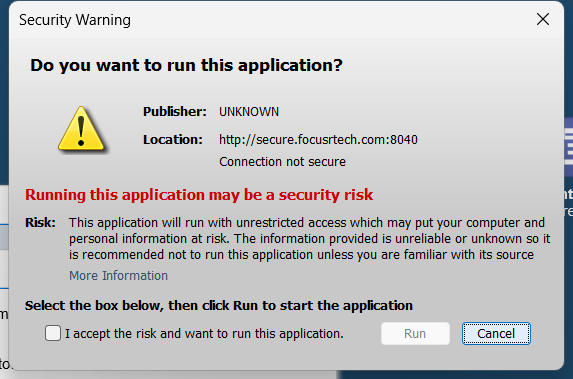 Security Warning
Do you want to run this application?
Publisher: UNKNOWN
Location: http://secure.focusrtech.com:8040
Connection not secure
Running this application may be a security risk
Risk: This application will run with unrestricted access which may put your computer and
personal information at risk. The information provided is unreliable or unknown so it
is recommended not to run this application unless you are familiar with its source
More Information
Select the box below, then click Run to start the application
I accept the risk and want to run this application.
Run
Cancel